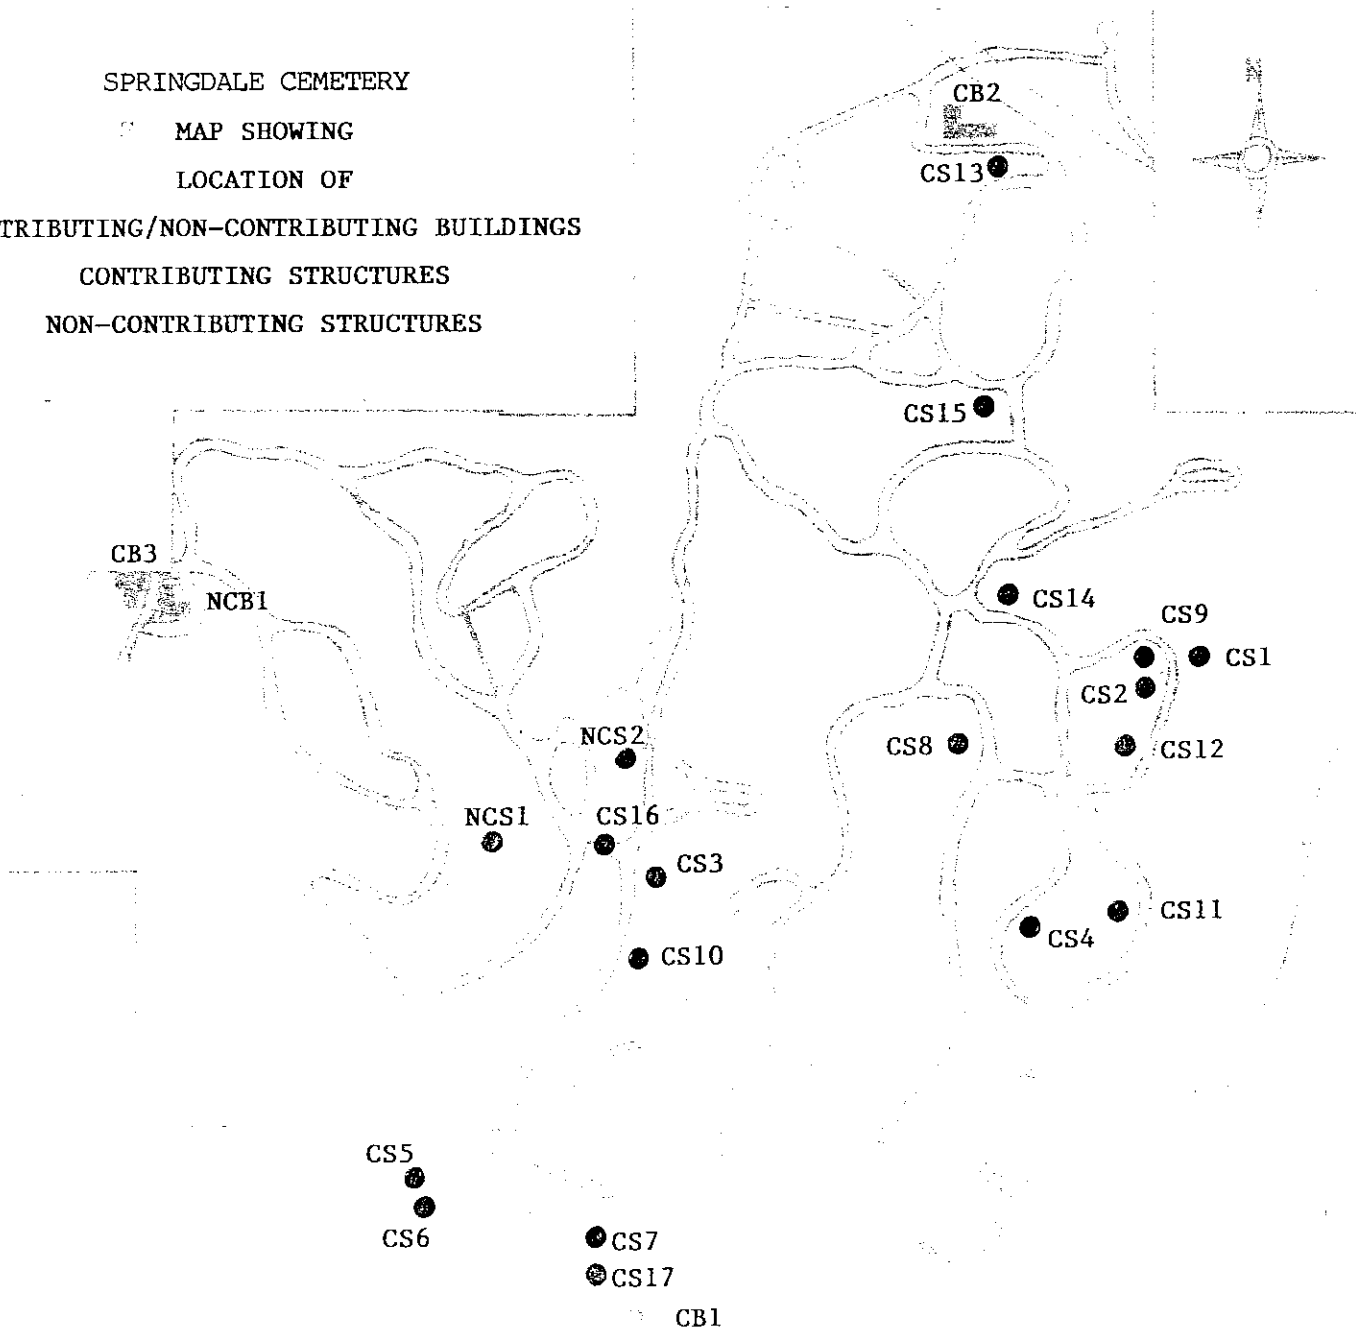 SPRINGDALE CEMETERY
MAP SHOWING
LOCATION OF
TRIBUTING/NON-CONTRIBUTING BUILDINGS
CONTRIBUTING STRUCTURES
NON-CONTRIBUTING STRUCTURES
CB2
CS13
CS15
CB3
NCB1
CS14
CS9
CS1
CS2
NCS2
CS8
CS12
NCS1
CS16
CS3
CS11
CS4
CS10
CS5
CS6
CS7
CS17
CB1